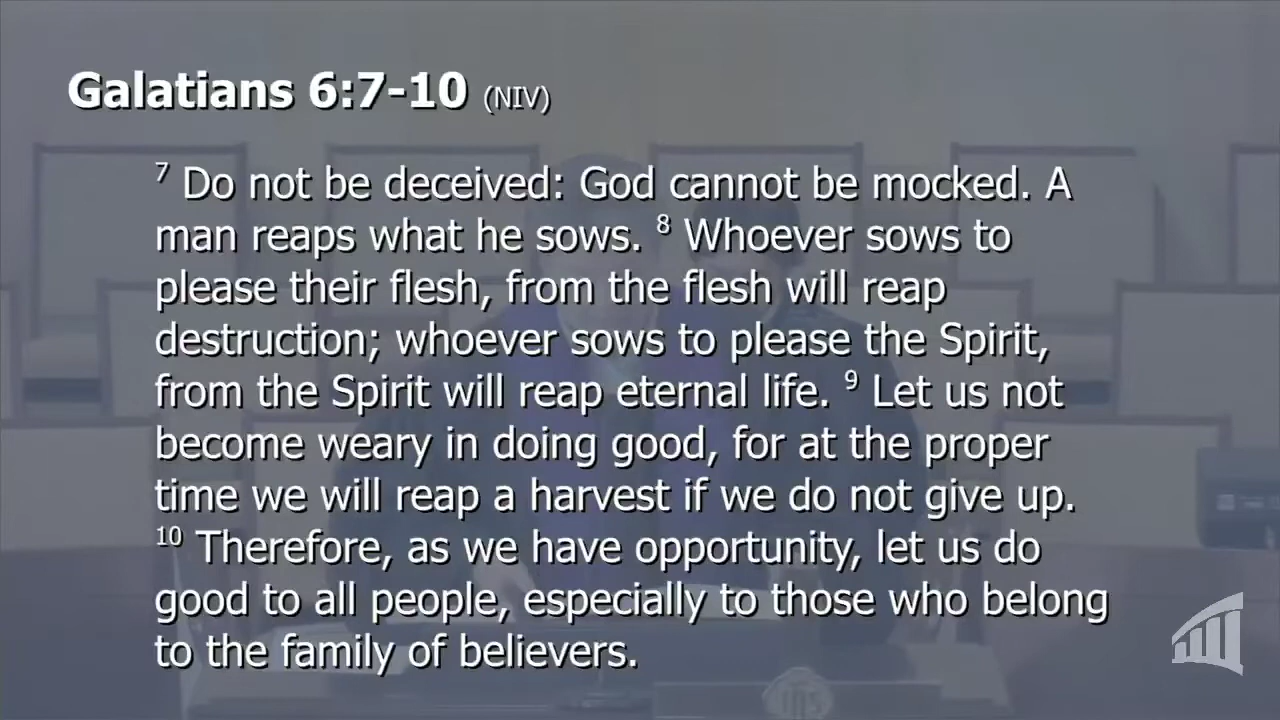 Galatians 6:7-10 (NIV)
7 Do not be deceived: God cannot be mocked. A
man reaps what he sows. 8 Whoever sows to
please their flesh, from the flesh will reap
destruction; whoever sows to please the Spirit,
from the Spirit will reap eternal life. 9 Let us not
become weary in doing good, for at the proper
time we will reap a harvest if we do not give up.
10 Therefore, as we have opportunity, let us do
good to all people, especially to those who belong
to the family of believers.